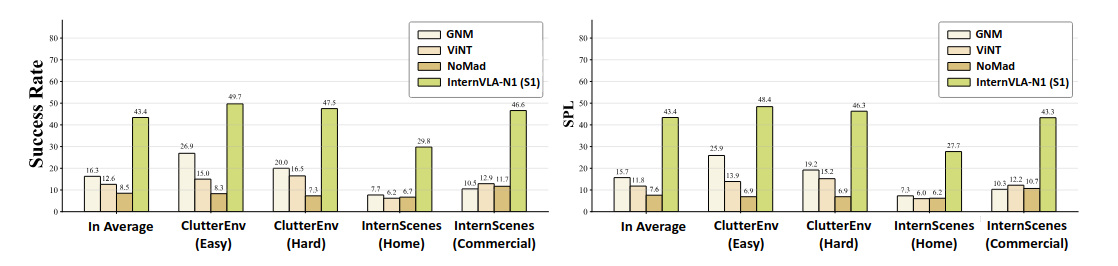 Success Rate
80
70
60
50
40
30
20
10
0
GNM
ViNT
NoMad
InternVLA-N1 (S1)
16.3 12.6 8.5 43.4
26.9 15.0 8.3 49.7
20.0 16.5 7.3 47.5
7.7 6.2 6.7 29.8
10.5 12.9 11.7 46.6
In Average
ClutterEnv
(Easy)
ClutterEnv
(Hard)
InternScenes
(Home)
InternScenes
(Commercial)
SPL
80
70
60
50
40
30
20
10
0
GNM
ViNT
NoMad
InternVLA-N1 (S1)
15.7 11.8 7.6 43.4
25.9 13.9 6.9 48.4
19.2 15.2 6.9 46.3
7.3 6.0 6.2 27.7
10.3 12.2 10.7 43.3
In Average
ClutterEnv
(Easy)
ClutterEnv
(Hard)
InternScenes
(Home)
InternScenes
(Commercial)